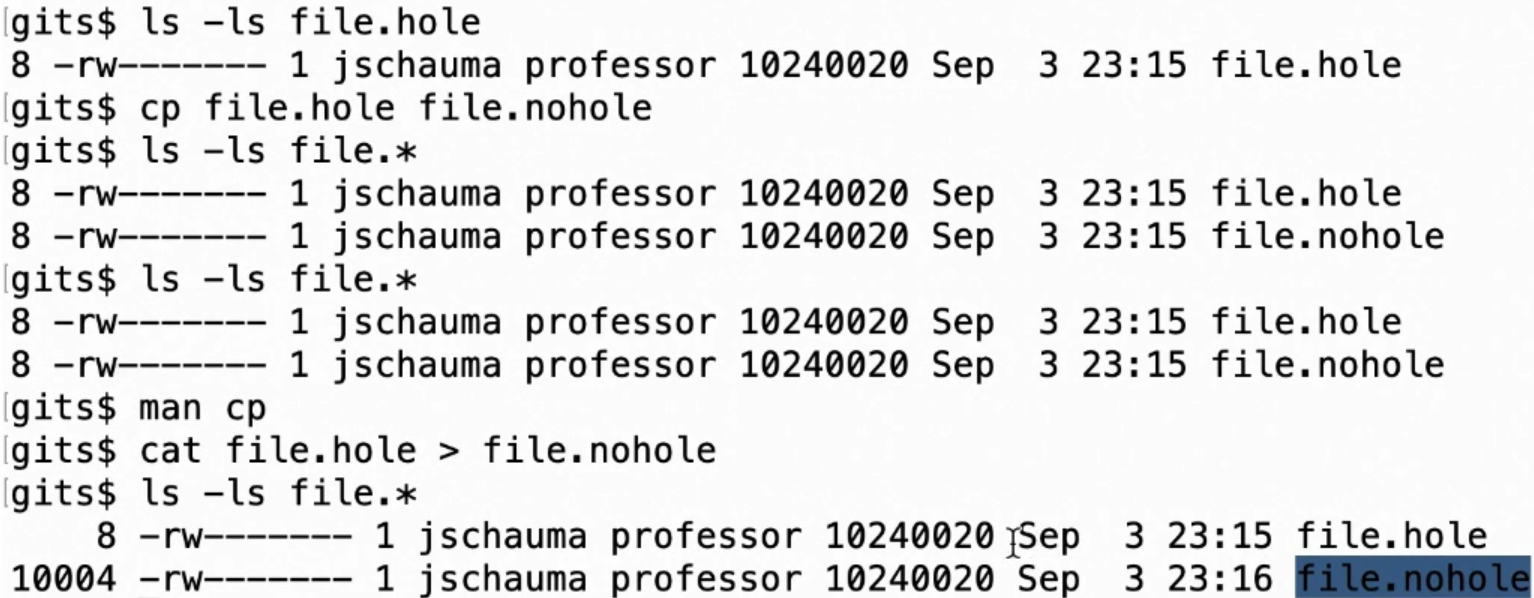 [gits$ ls -ls file.hole
8 -rw------- 1 jschauma professor 10240020 Sep  3 23:15 file.hole
[gits$ cp file.hole file.nohole
[gits$ ls -ls file.*
8 -rw------- 1 jschauma professor 10240020 Sep  3 23:15 file.hole
8 -rw------- 1 jschauma professor 10240020 Sep  3 23:15 file.nohole
[gits$ ls -ls file.*
8 -rw------- 1 jschauma professor 10240020 Sep  3 23:15 file.hole
8 -rw------- 1 jschauma professor 10240020 Sep  3 23:15 file.nohole
[gits$ man cp
[gits$ cat file.hole > file.nohole
[gits$ ls -ls file.*
    8 -rw------- 1 jschauma professor 10240020 Sep  3 23:15 file.hole
10004 -rw------- 1 jschauma professor 10240020 Sep  3 23:16 file.nohole